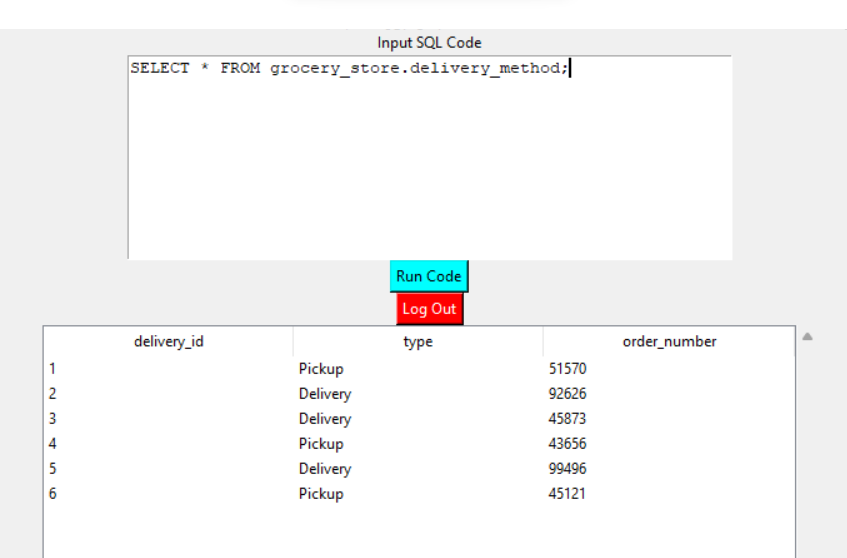 Input SQL Code
SELECT * FROM grocery_store.delivery_method;
Run Code
Log Out
delivery_id type order_number
1 Pickup 51570
2 Delivery 92626
3 Delivery 45873
4 Pickup 43656
5 Delivery 99496
6 Pickup 45121